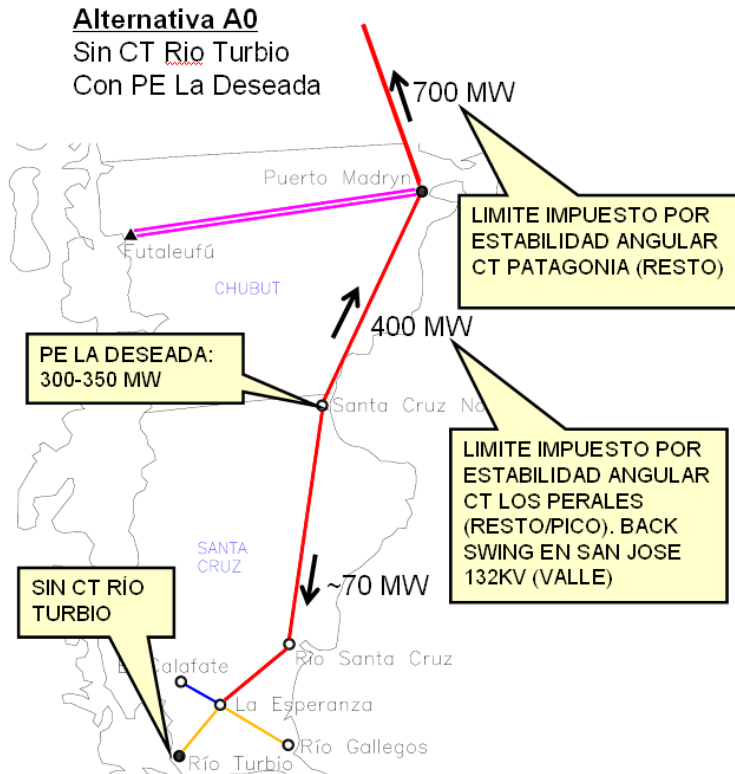 Alternativa A0
Sin CT Rio Turbio
Con PE La Deseada
700 MW
Puerto Madryn
LIMITE IMPUESTO POR
ESTABILIDAD ANGULAR
CT PATAGONIA (RESTO)
Futaleufú
CHUBUT
400 MW
PE LA DESEADA:
300-350 MW
Santa Cruz No
LIMITE IMPUESTO POR
ESTABILIDAD ANGULAR
CT LOS PERALES
(RESTO/PICO). BACK
SWING EN SAN JOSE
132KV (VALLE)
SANTA
CRUZ
~70 MW
SIN CT RÍO
TURBIO
Río Santa Cruz
El Calafate
La Esperanza
Río Gallegos
Río Turbio